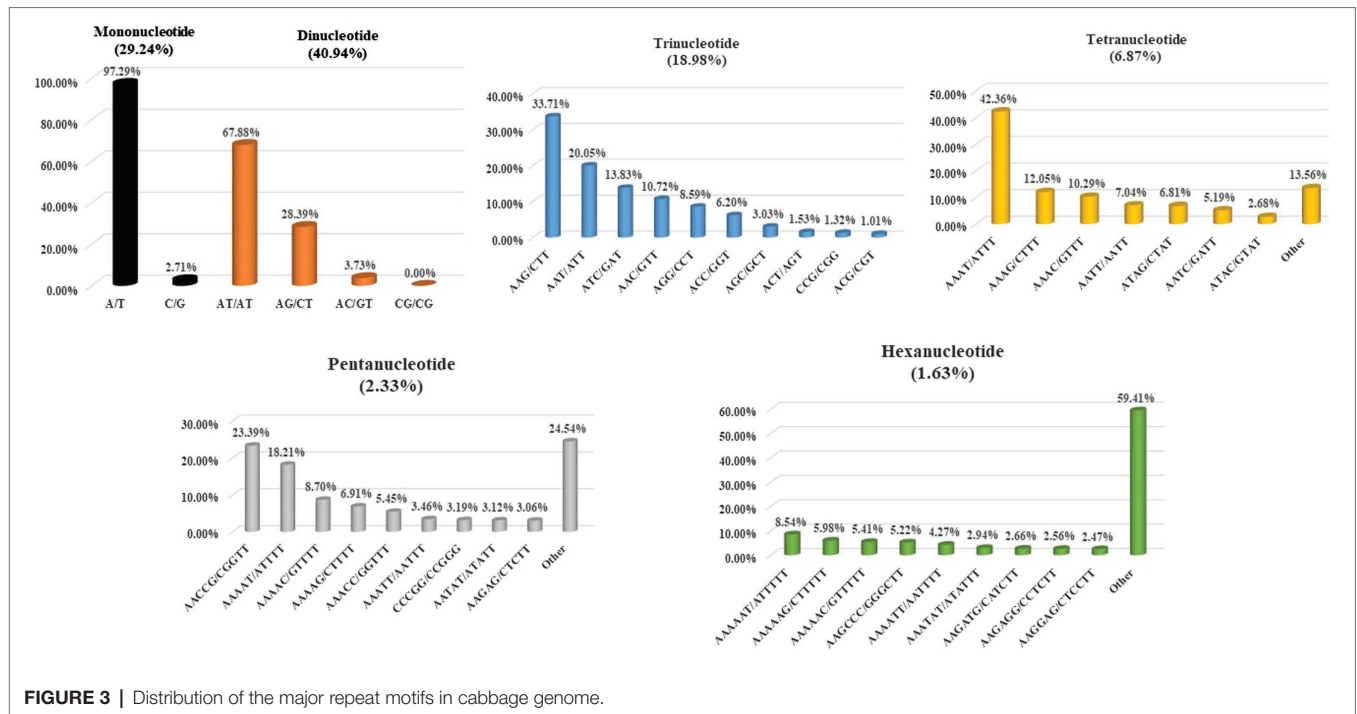 Mononucleotide
(29.24%)
Dinucleotide
(40.94%)
97.29%
67.88%
28.39%
2.71%
3.73%
0.00%
100.00%
80.00%
60.00%
40.00%
20.00%
0.00%
A/T
C/G
AT/AT
AG/CT
AC/GT
CG/CG
Trinucleotide
(18.98%)
40.00%
30.00%
20.00%
10.00%
0.00%
33.71%
20.05%
13.83%
10.72%
8.59%
6.20%
3.03%
1.53%
1.32%
1.01%
AAG/CTT
AAT/ATT
ATC/GAT
AAC/GTT
AGG/CCT
ACC/GGT
AGC/GCT
ACT/AGT
CCG/CGG
ACG/CGT
Tetranucleotide
(6.87%)
50.00%
40.00%
30.00%
20.00%
10.00%
0.00%
42.36%
12.05%
10.29%
7.04%
6.81%
5.19%
2.68%
13.56%
AAAT/ATTT
AAAG/CTTT
AAAC/GTTT
AATT/AATT
ATAG/CTAT
AATC/GATT
ATAC/GTAT
Other
Pentanucleotide
(2.33%)
30.00%
20.00%
10.00%
0.00%
23.39%
18.21%
8.70%
6.91%
5.45%
3.46%
3.19%
3.12%
3.06%
24.54%
AACCG/CGGTT
AAAAT/ATTTT
AAAAC/GTTTT
AAAAG/CTTTT
AAACC/GGTTT
AAATT/AATTT
CCCGG/CCGGG
AATAT/ATATT
AAGAG/CTCTT
Other
Hexanucleotide
(1.63%)
60.00%
50.00%
40.00%
30.00%
20.00%
10.00%
0.00%
8.54%
5.98%
5.41%
5.22%
4.27%
2.94%
2.66%
2.56%
2.47%
59.41%
AAAAAT/ATTTTT
AAAAAG/CTTTTT
AAAAAC/GTTTTT
AAGCCC/GGGCTT
AAAATT/AATTTT
AAATAT/ATATTT
AAGATG/CATCTT
AAGAGG/CCTCTT
AAGGAG/CTCCTT
Other
FIGURE 3 | Distribution of the major repeat motifs in cabbage genome.